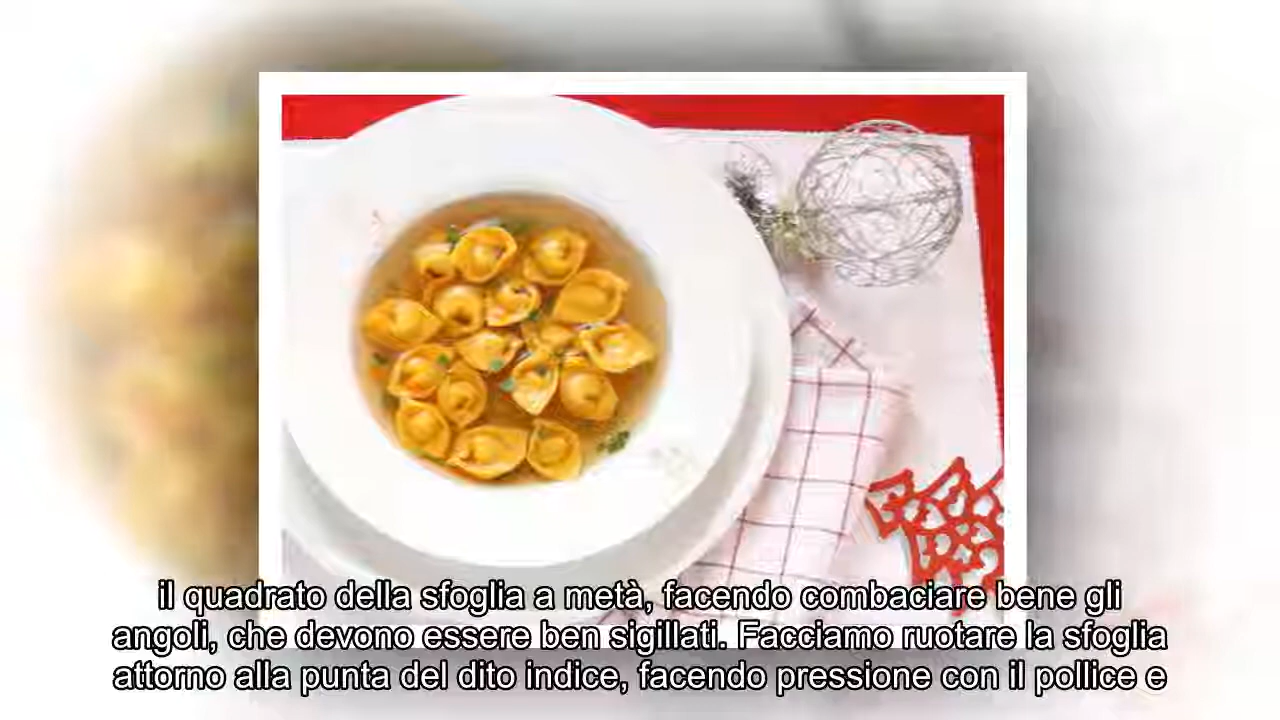 il quadrato della sfoglia a metà, facendo combaciare bene gli
angoli, che devono essere ben sigillati. Facciamo ruotare la sfoglia
attorno alla punta del dito indice, facendo pressione con il pollice e